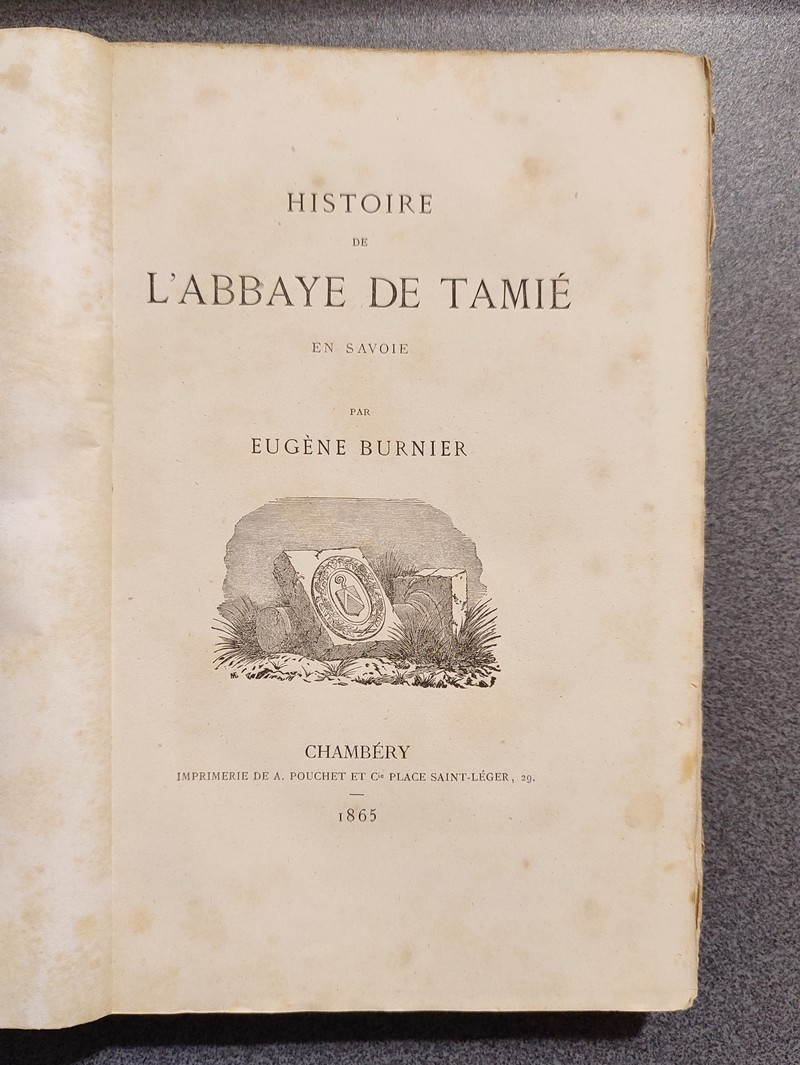 HISTOIRE
DE
L'ABBAYE DE TAMIÉ
EN SAVOIE
PAR
EUGÈNE BURNIER
CHAMBÉRY
IMPRIMERIE DE A. POUCHET ET Cie PLACE SAINT-LÉGER, 29.
1865